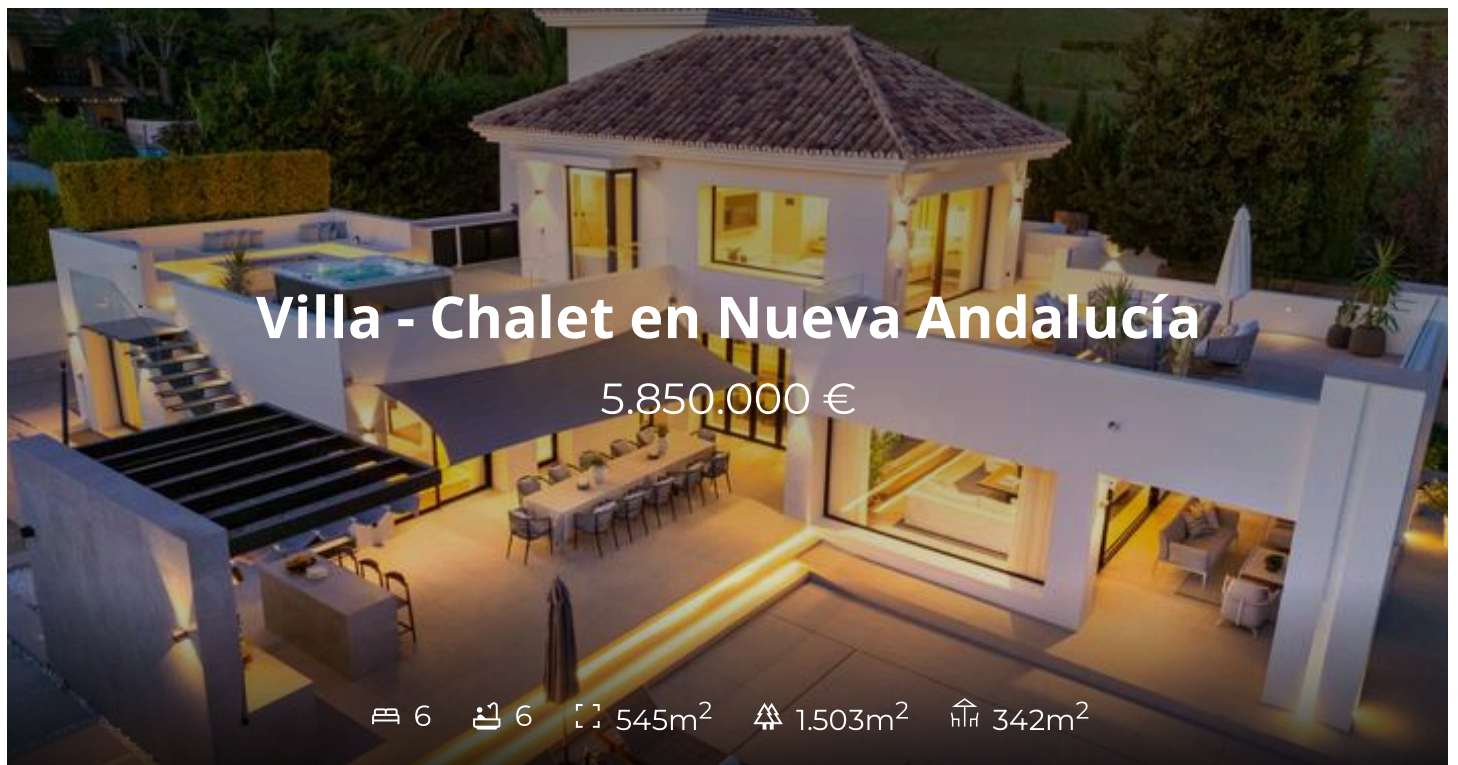 Villa - Chalet en Nueva Andalucía
5.850.000 €
6 6 545m² 1.503m² 342m²